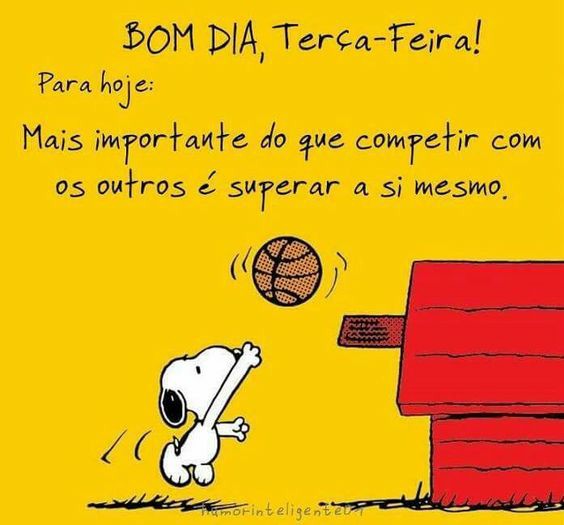 BOM DIA, Terça-Feira!
Para hoje:
Mais importante do que competir com
os outros é superar a si mesmo.